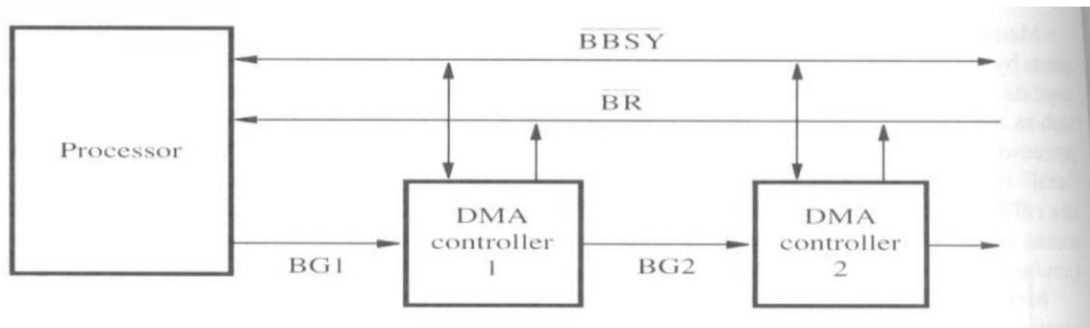 BBSY
BR
Processor
DMA
controller
1
DMA
controller
2
BG1
BG2